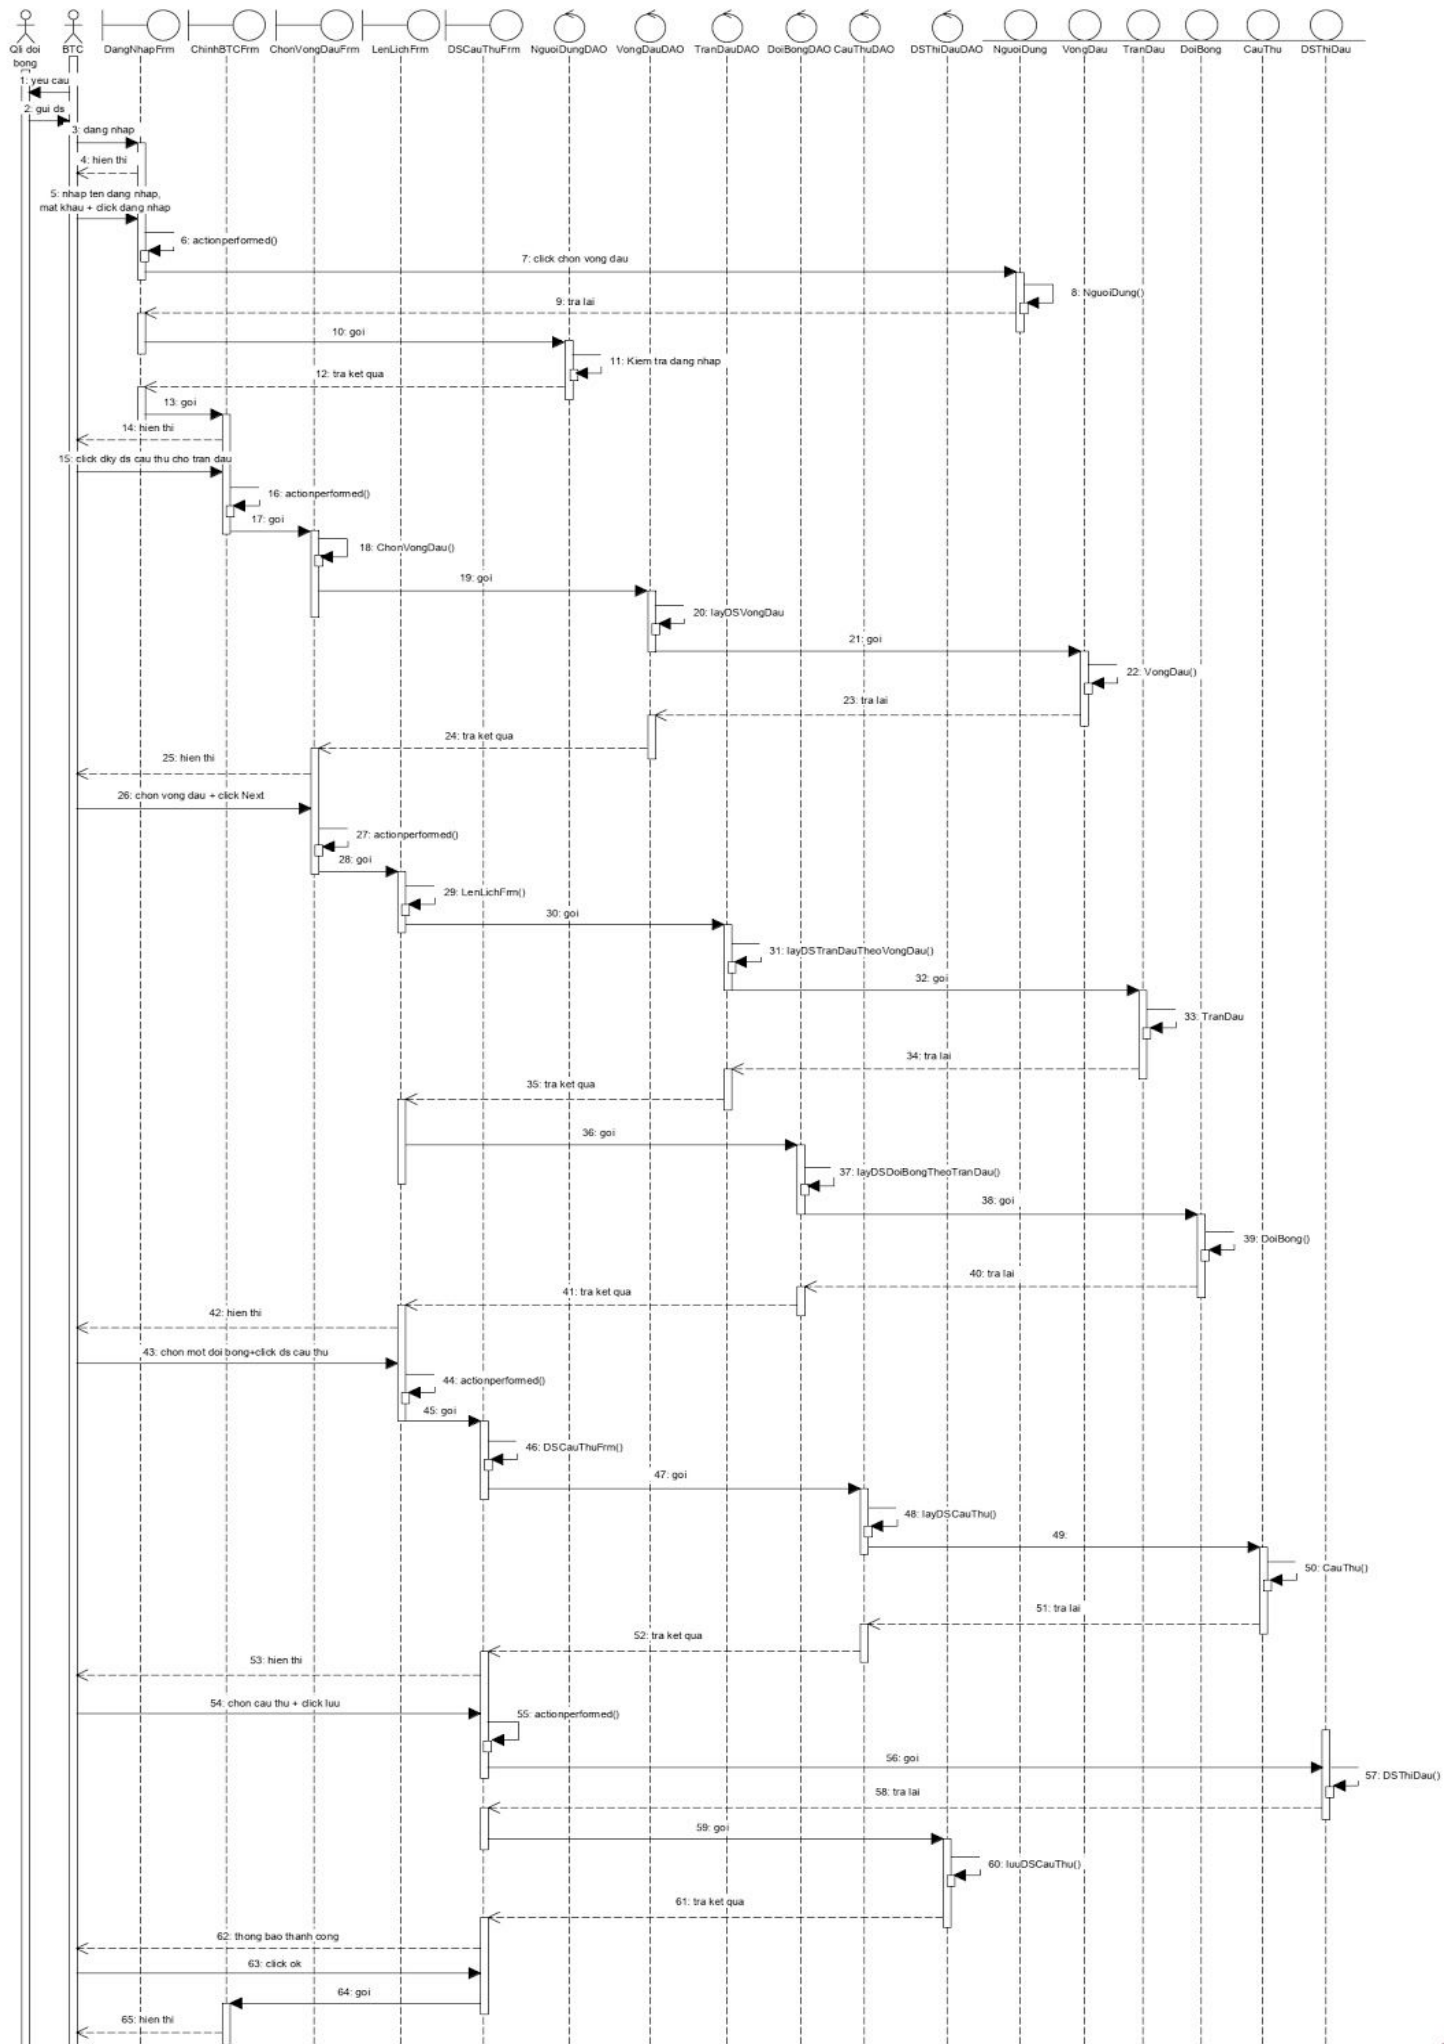 Qli doi
bong
BTC
DangNhapFrm
ChinhBTCFrm
ChonVongDauFrm
LenLichFrm
DSCauThuFrm
NguoiDungDAO
VongDauDAO
TranDauDAO
DoiBongDAO
CauThuDAO
DSThiDauDAO
NguoiDung
VongDau
TranDau
DoiBong
CauThu
DSThiDau
1: yeu cau
2: gui ds
3: dang nhap
4: hien thi
5: nhap ten dang nhap,
mat khau + click dang nhap
6: actionperformed()
7: click chon vong dau
8: NguoiDung()
9: tra lai
10: goi
11: Kiem tra dang nhap
12: tra ket qua
13: goi
14: hien thi
15: click dky ds cau thu cho tran dau
16: actionperformed()
17: goi
18: ChonVongDau()
19: goi
20: layDSVongDau
21: goi
22: VongDau()
23: tra lai
24: tra ket qua
25: hien thi
26: chon vong dau + click Next
27: actionperformed()
28: goi
29: LenLichFrm()
30: goi
31: layDSTranDauTheoVongDau()
32: goi
33: TranDau
34: tra lai
35: tra ket qua
36: goi
37: layDSDoiBongTheoTranDau()
38: goi
39: DoiBong()
40: tra lai
41: tra ket qua
42: hien thi
43: chon mot doi bong+click ds cau thu
44: actionperformed()
45: goi
46: DSCauThuFrm()
47: goi
48: layDSCauThu()
49:
50: CauThu()
51: tra lai
52: tra ket qua
53: hien thi
54: chon cau thu + click luu
55: actionperformed()
56: goi
57: DSThiDau()
58: tra lai
59: goi
60: luuDSCauThu()
61: tra ket qua
62: thong bao thanh cong
63: click ok
64: goi
65: hien thi